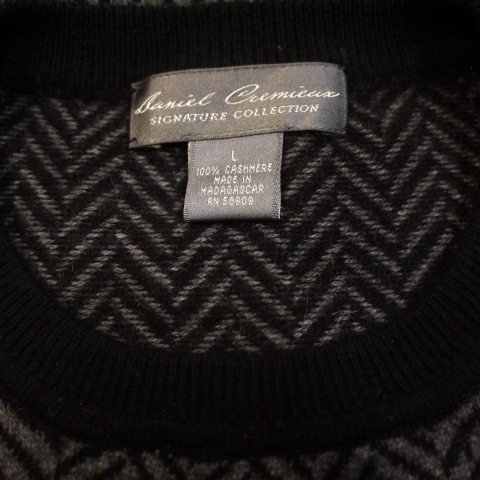 Daniel Cremieux
SIGNATURE COLLECTION
L
100% CASHMERE
MADE IN
MADAGASCAR
RN 58909